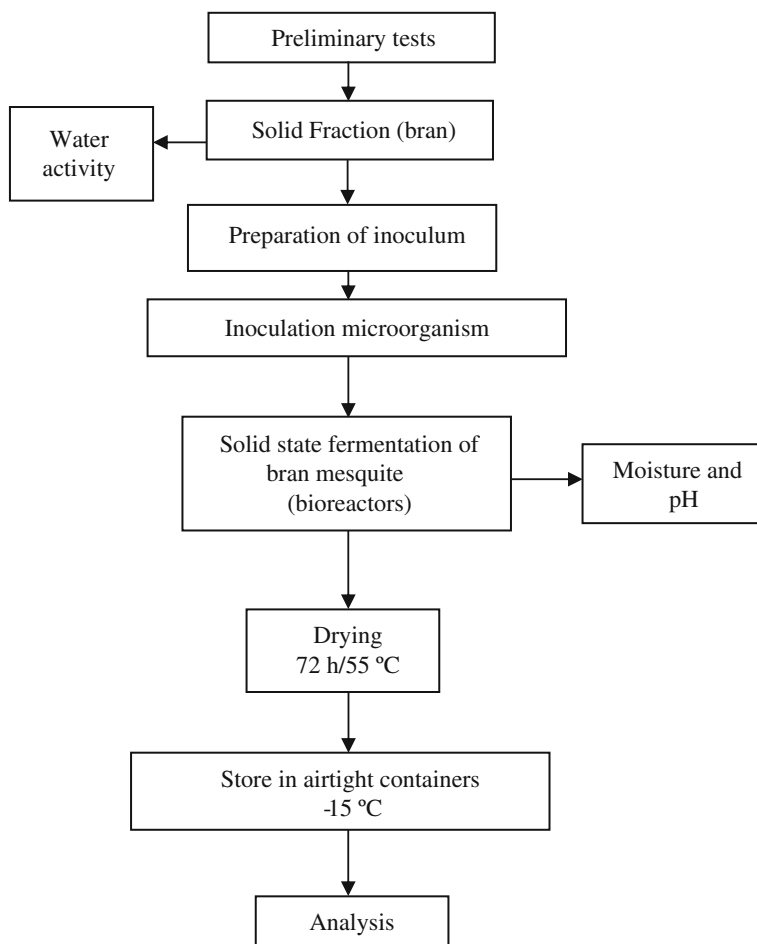 Preliminary tests
Solid Fraction (bran)
Water
activity
Preparation of inoculum
Inoculation microorganism
Solid state fermentation of
bran mesquite
(bioreactors)
Moisture and
pH
Drying
72 h/55 ºC
Store in airtight containers
-15 ºC
Analysis